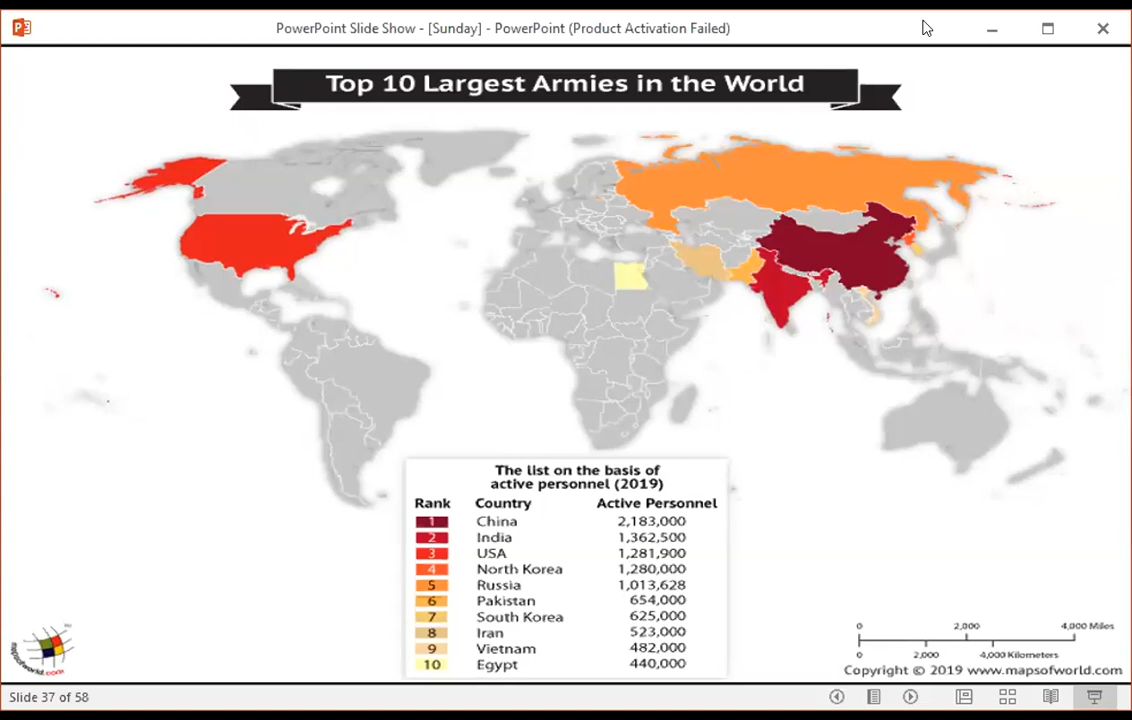 PowerPoint Slide Show - [Sunday] - PowerPoint (Product Activation Failed)
Top 10 Largest Armies in the World
The list on the basis of
active personnel (2019)
Rank Country Active Personnel
1 China 2,183,000
2 India 1,362,500
3 USA 1,281,900
4 North Korea 1,280,000
5 Russia 1,013,628
6 Pakistan 654,000
7 South Korea 625,000
8 Iran 523,000
9 Vietnam 482,000
10 Egypt 440,000
mapsofworld.com
0 2,000 4,000 Miles
0 2,000 4,000 Kilometers
Copyright © 2019 www.mapsofworld.com
Slide 37 of 58